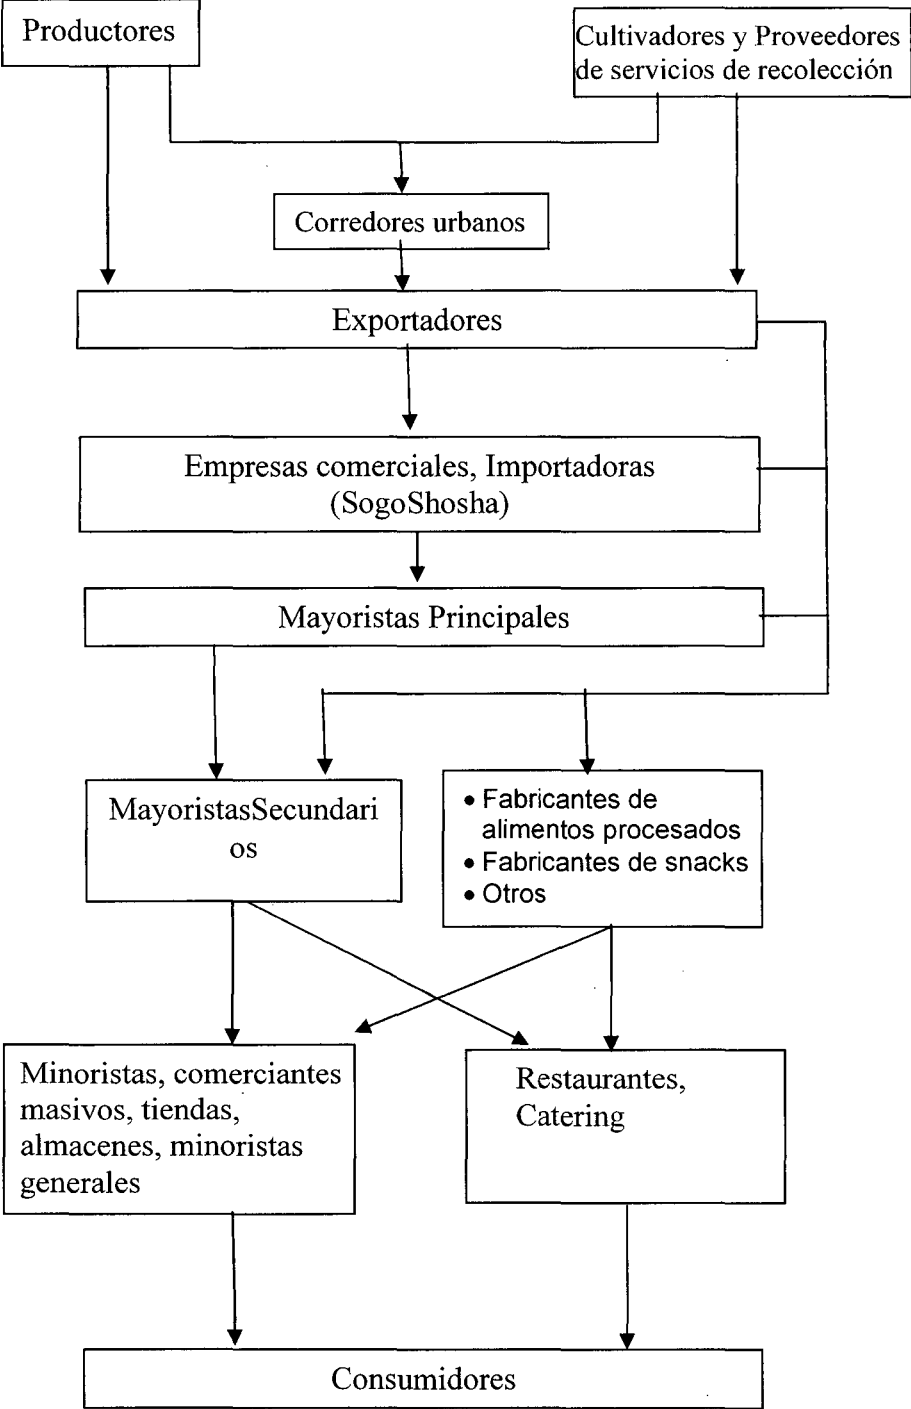 Productores
Cultivadores y Proveedores
de servicios de recolección
Corredores urbanos
Exportadores
Empresas comerciales, Importadoras
(SogoShosha)
Mayoristas Principales
MayoristasSecundari
os
• Fabricantes de
alimentos procesados
• Fabricantes de snacks
• Otros
Minoristas, comerciantes
masivos, tiendas,
almacenes, minoristas
generales
Restaurantes,
Catering
Consumidores